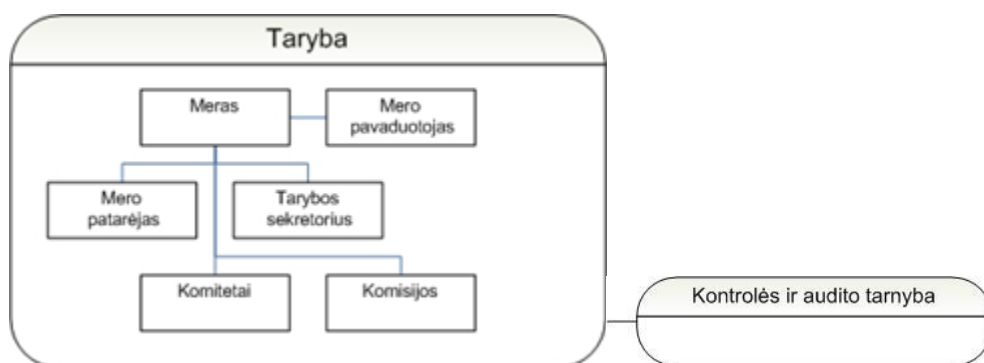 Taryba
Meras
Mero
pavaduotojas
Mero
patarėjas
Tarybos
sekretorius
Komitetai
Komisijos
Kontrolės ir audito tarnyba